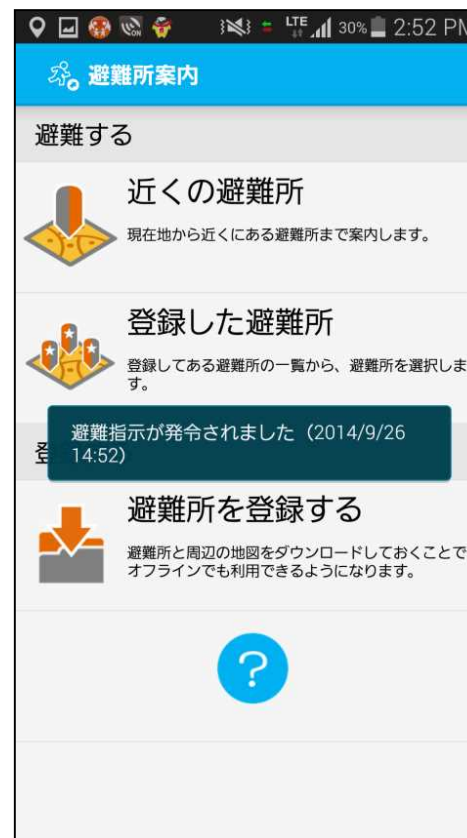 30% 2:52 PM
LTE
避難所案内
避難する
近くの避難所
現在地から近くにある避難所まで案内します。
登録した避難所
登録してある避難所の一覧から、避難所を選択しま
す。
避難指示が発令されました（2014/9/26
14:52）
登
避難所を登録する
避難所と周辺の地図をダウンロードしておくことで
オフラインでも利用できるようになります。
?